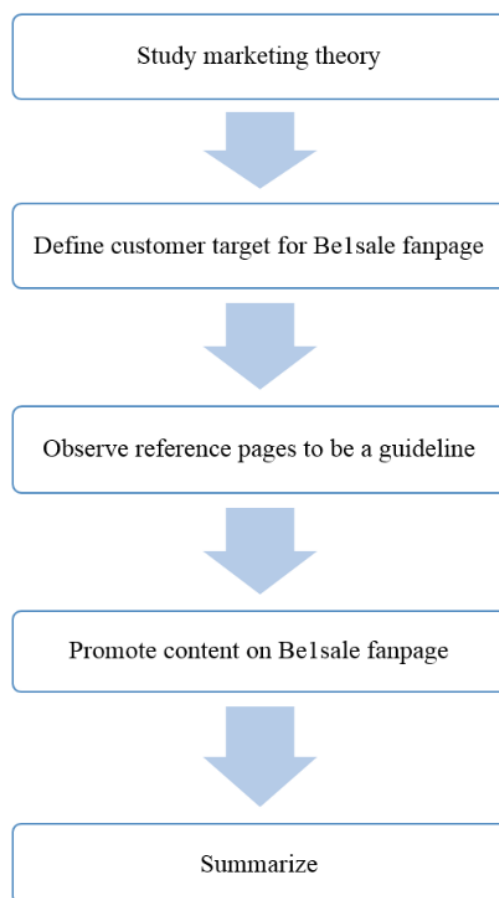 Study marketing theory
Define customer target for Be1sale fanpage
Observe reference pages to be a guideline
Promote content on Be1sale fanpage
Summarize